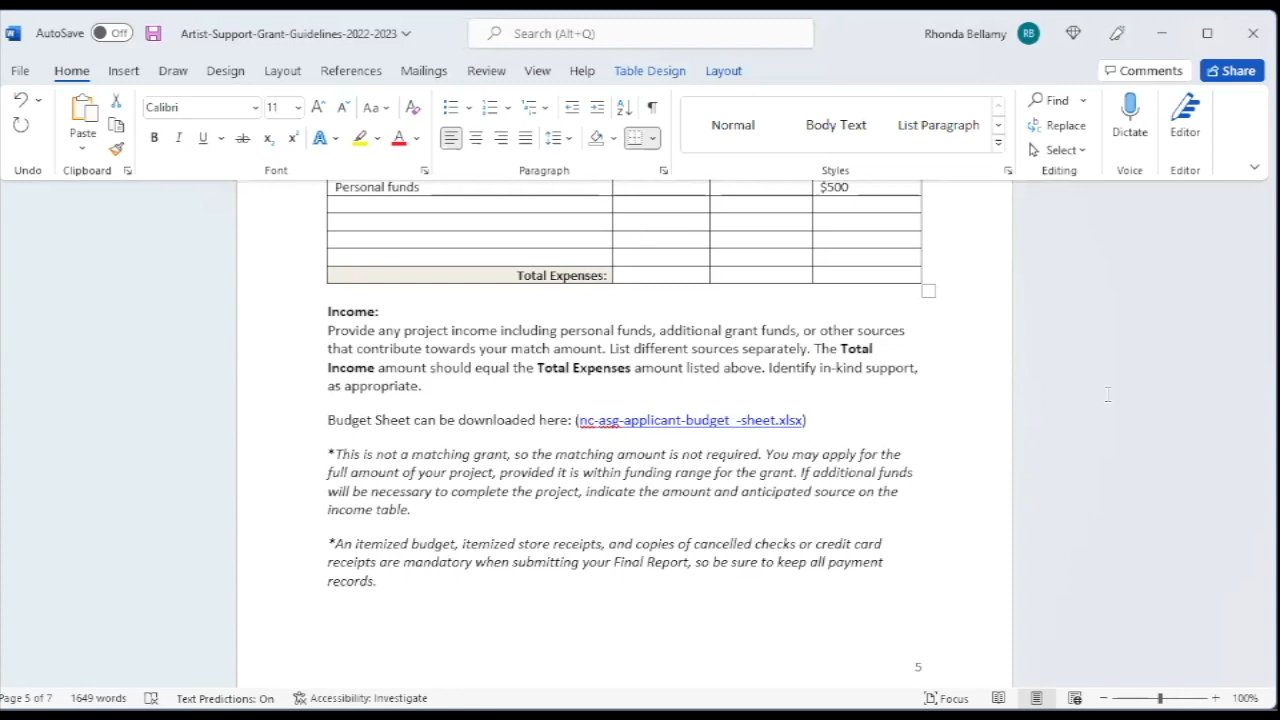 AutoSave Off Artist-Support-Grant-Guidelines-2022-2023 Search (Alt+Q) Rhonda Bellamy RB
File Home Insert Draw Design Layout References Mailings Review View Help Table Design Layout Comments Share
Paste Calibri 11 Aa A Normal Body Text List Paragraph Find Replace Select Dictate Editor
B I U ab x₂ x² A A
Undo Clipboard Font Paragraph Styles Editing Voice Editor
Personal funds $500
Total Expenses:
Income:
Provide any project income including personal funds, additional grant funds, or other sources
that contribute towards your match amount. List different sources separately. The Total
Income amount should equal the Total Expenses amount listed above. Identify in-kind support,
as appropriate.
Budget Sheet can be downloaded here: (nc-asg-applicant-budget -sheet.xlsx)
*This is not a matching grant, so the matching amount is not required. You may apply for the
full amount of your project, provided it is within funding range for the grant. If additional funds
will be necessary to complete the project, indicate the amount and anticipated source on the
income table.
*An itemized budget, itemized store receipts, and copies of cancelled checks or credit card
receipts are mandatory when submitting your Final Report, so be sure to keep all payment
records.
5
Page 5 of 7 1649 words Text Predictions: On Accessibility: Investigate Focus 100%